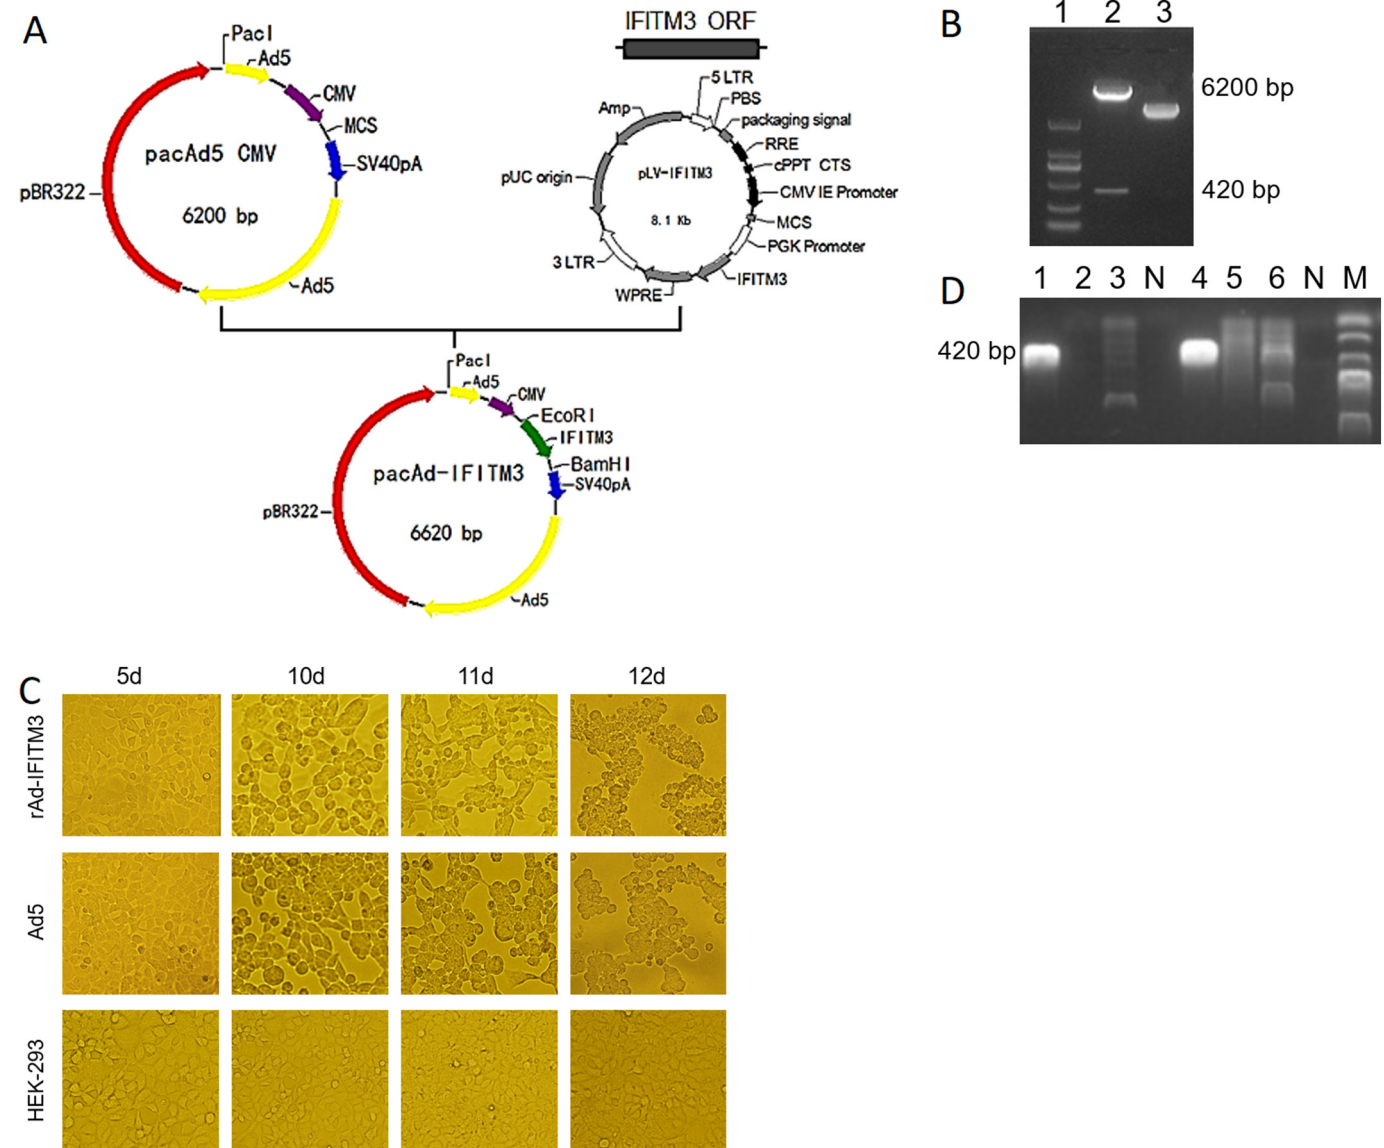 A
PacI
Ad5
CMV
MCS
SV40pA
pacAd5 CMV
6200 bp
pBR322
Ad5
IFITM3 ORF
5 LTR
PBS
packaging signal
RRE
cPPT CTS
CMV IE Promoter
MCS
PGK Promoter
IFITM3
WPRE
3 LTR
pUC origin
Amp
pLV-IFITM3
8.1 Kb
PacI
Ad5
CMV
EcoRI
IFITM3
BamHI
SV40pA
pacAd-IFITM3
6620 bp
pBR322
Ad5
B
1 2 3
6200 bp
420 bp
D
1 2 3 N 4 5 6 N M
420 bp
C
5d 10d 11d 12d
rAd-IFITM3
Ad5
HEK-293